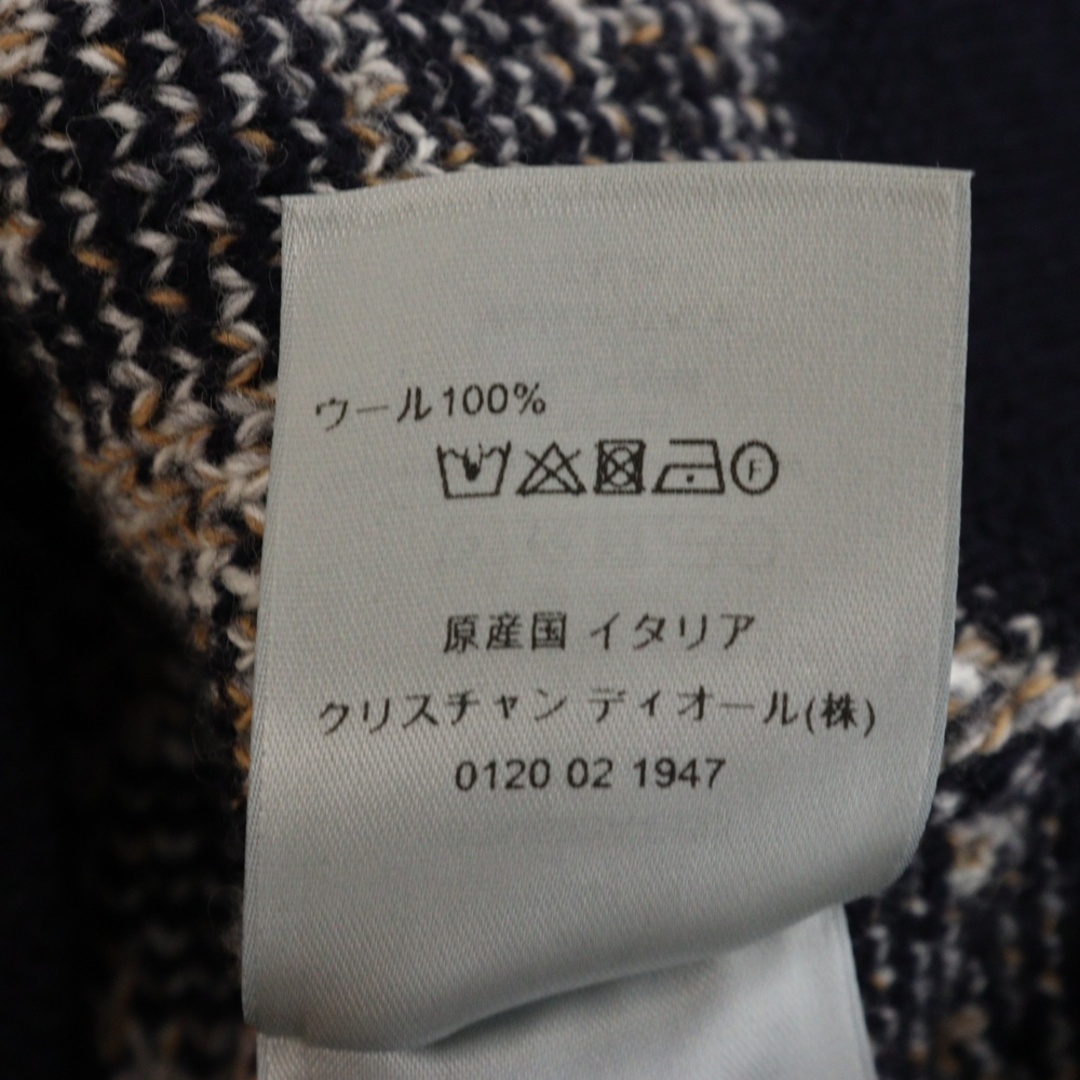 ウール100%
F
原産国 イタリア
クリスチャン ディオール(株)
0120 02 1947